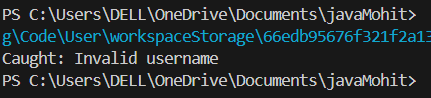 PS C:\Users\DELL\OneDrive\Documents\javaMohit>
g\Code\User\workspaceStorage\66edb95676f321f2a13
Caught: Invalid username
PS C:\Users\DELL\OneDrive\Documents\javaMohit>